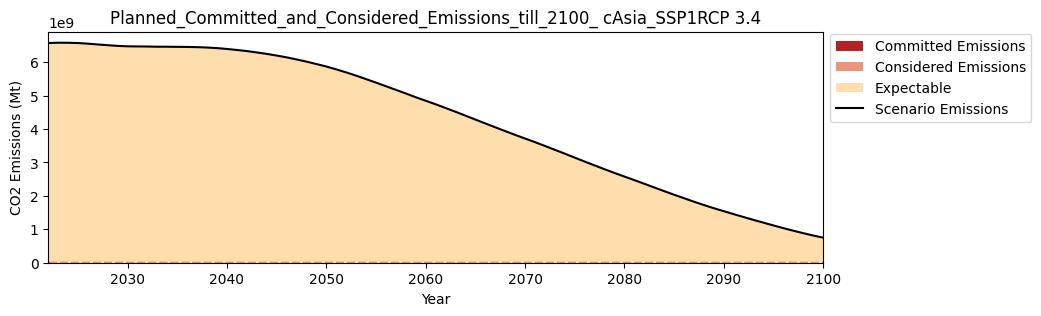 Planned_Committed_and_Considered_Emissions_till_2100_ cAsia_SSP1RCP 3.4
1e9
6
5
4
3
2
1
0
CO2 Emissions (Mt)
2030 2040 2050 2060 2070 2080 2090 2100
Year
Committed Emissions
Considered Emissions
Expectable
Scenario Emissions